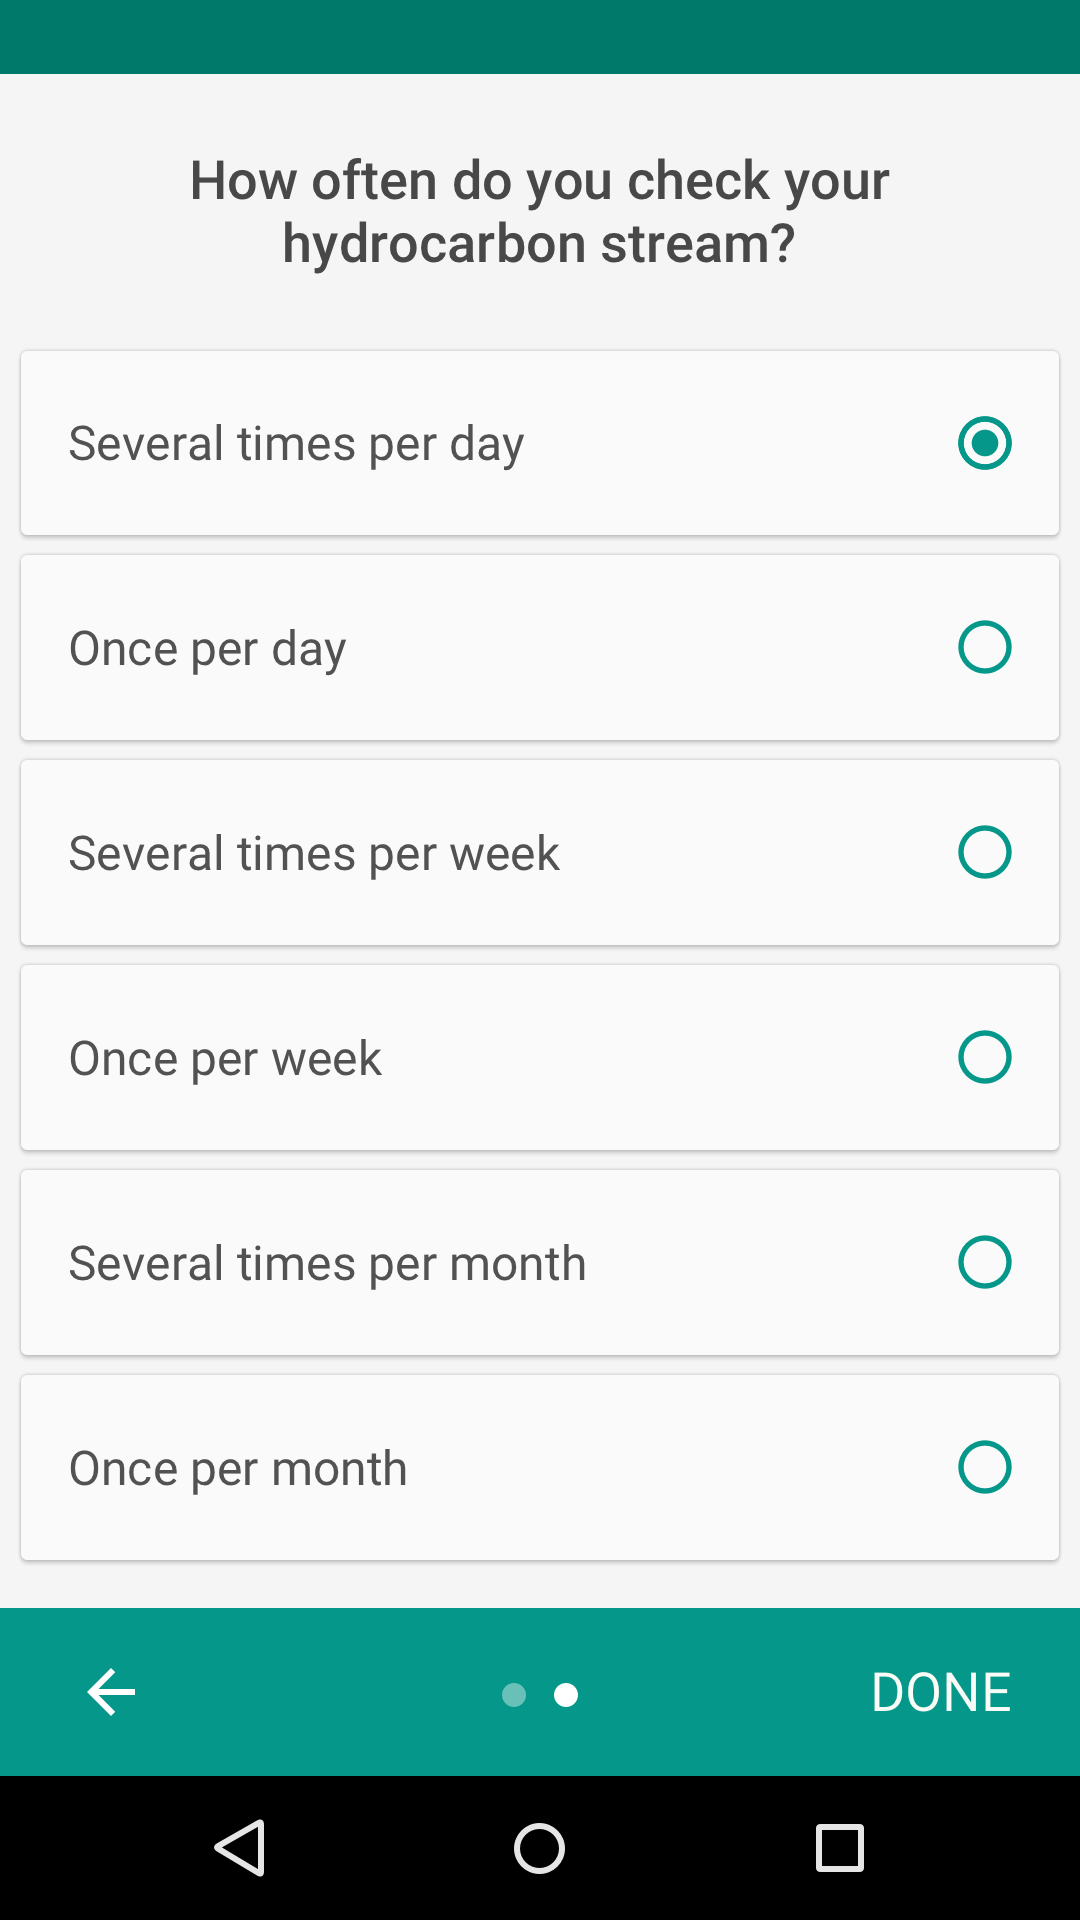 How often do you check your
hydrocarbon stream?
Several times per day
Once per day
Several times per week
Once per week
Several times per month
Once per month
DONE